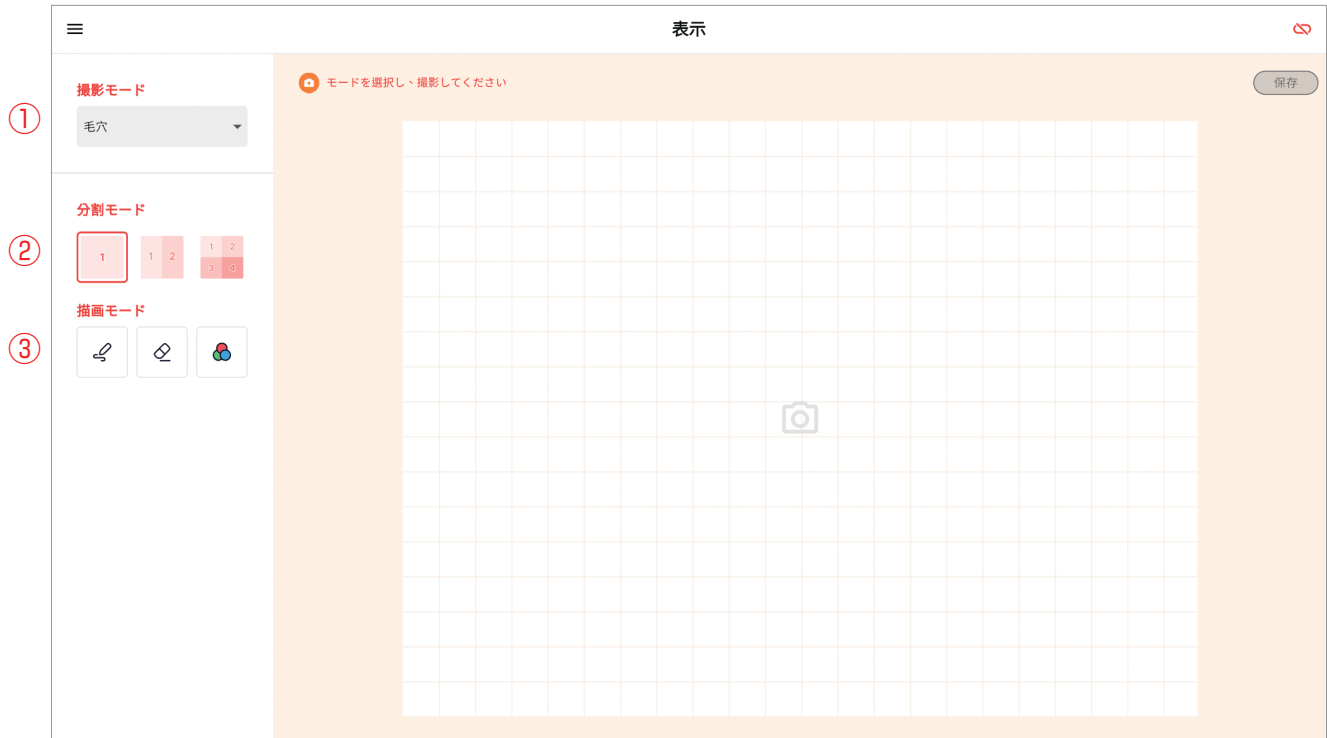 表示
モードを選択し、撮影してください
保存
撮影モード
①
毛穴
分割モード
②
1
1 2
1 2
3 4
描画モード
③